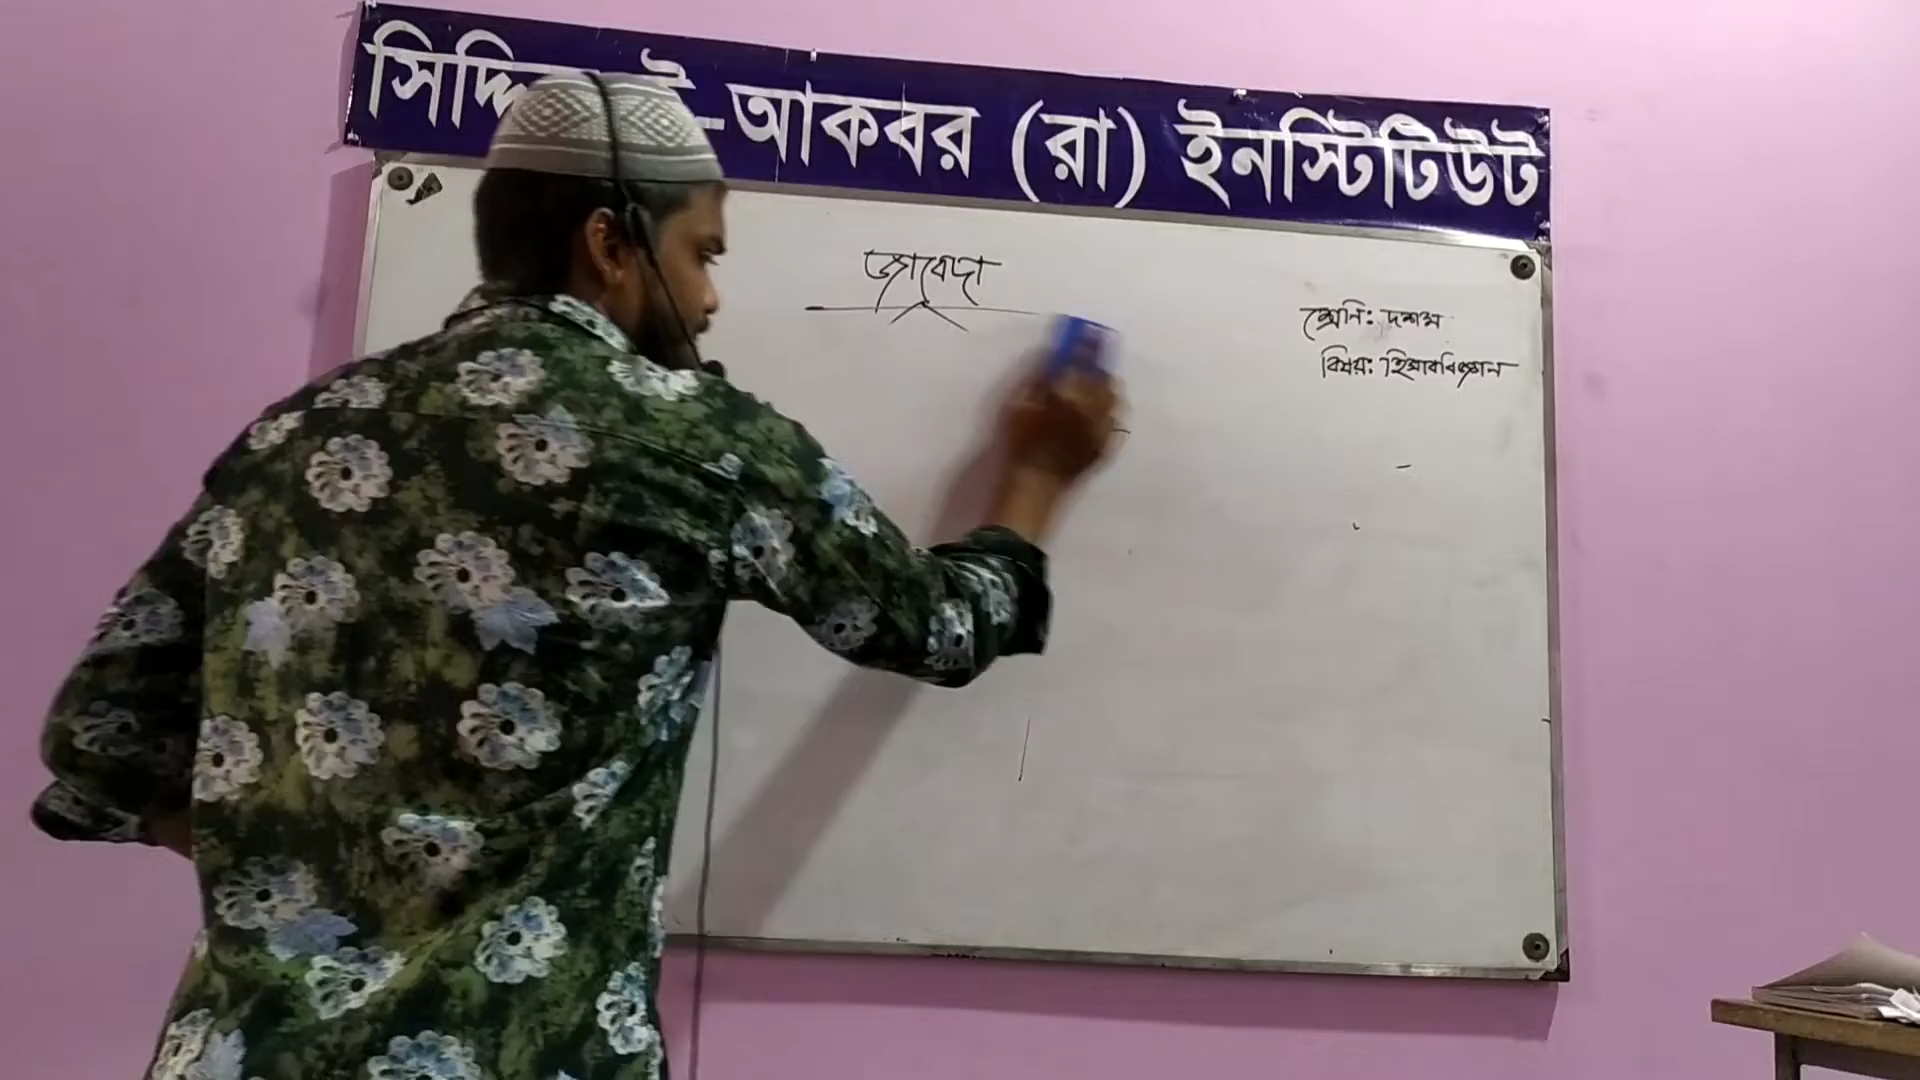 -আকবর (রা) ইনস্টিটিউট
জাবেদা
শ্রেনি: দশম
বিষয়: হিসাববিজ্ঞান